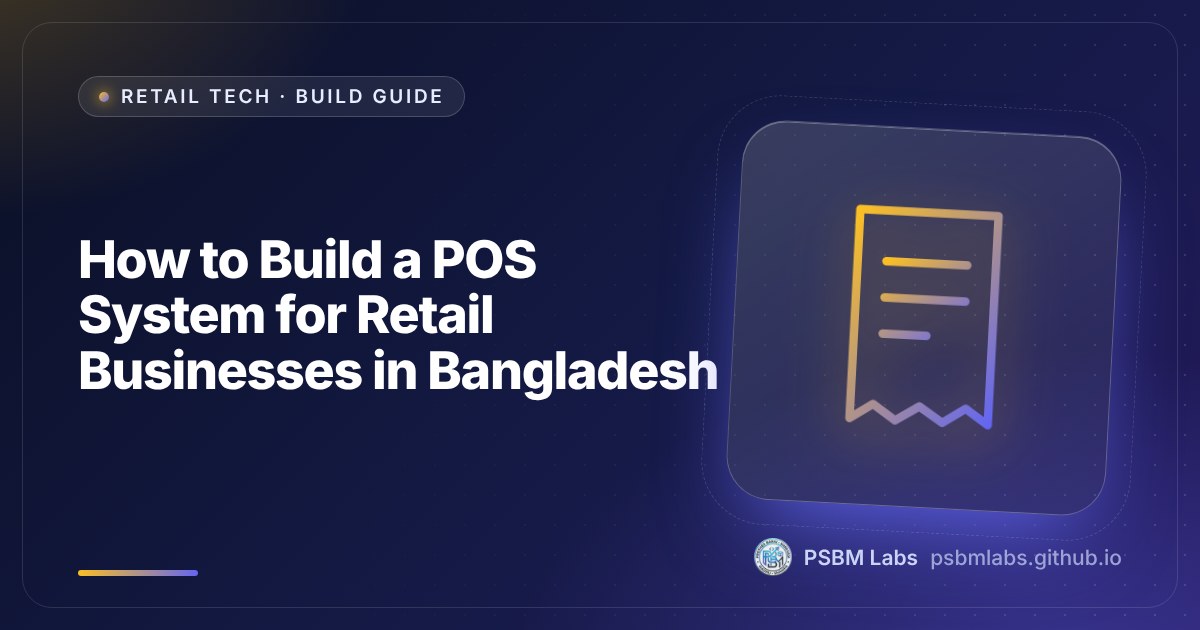 RETAIL TECH · BUILD GUIDE
How to Build a POS
System for Retail
Businesses in Bangladesh
PSBM Labs psbmlabs.github.io